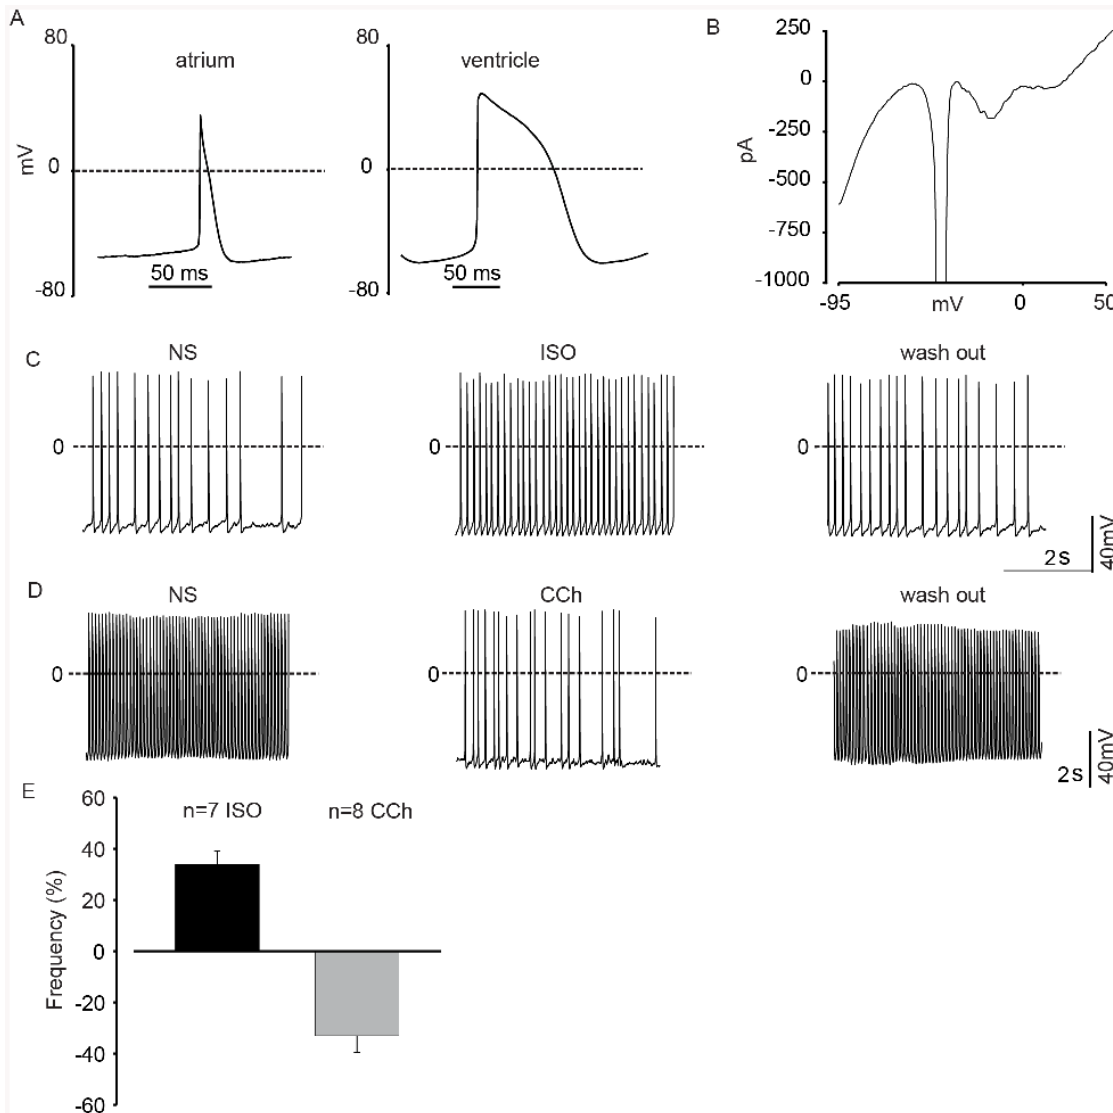 A
80
atrium
mV
0
50 ms
-80
80
ventricle
0
50 ms
-80
B
250
0
-250
pA
-500
-750
-1000
-95
mV
0
50
C
NS
ISO
wash out
0
0
0
2s
40mV
D
NS
CCh
wash out
0
0
0
2s
40mV
E
60
n=7 ISO
n=8 CCh
40
20
0
-20
-40
-60
Frequency (%)